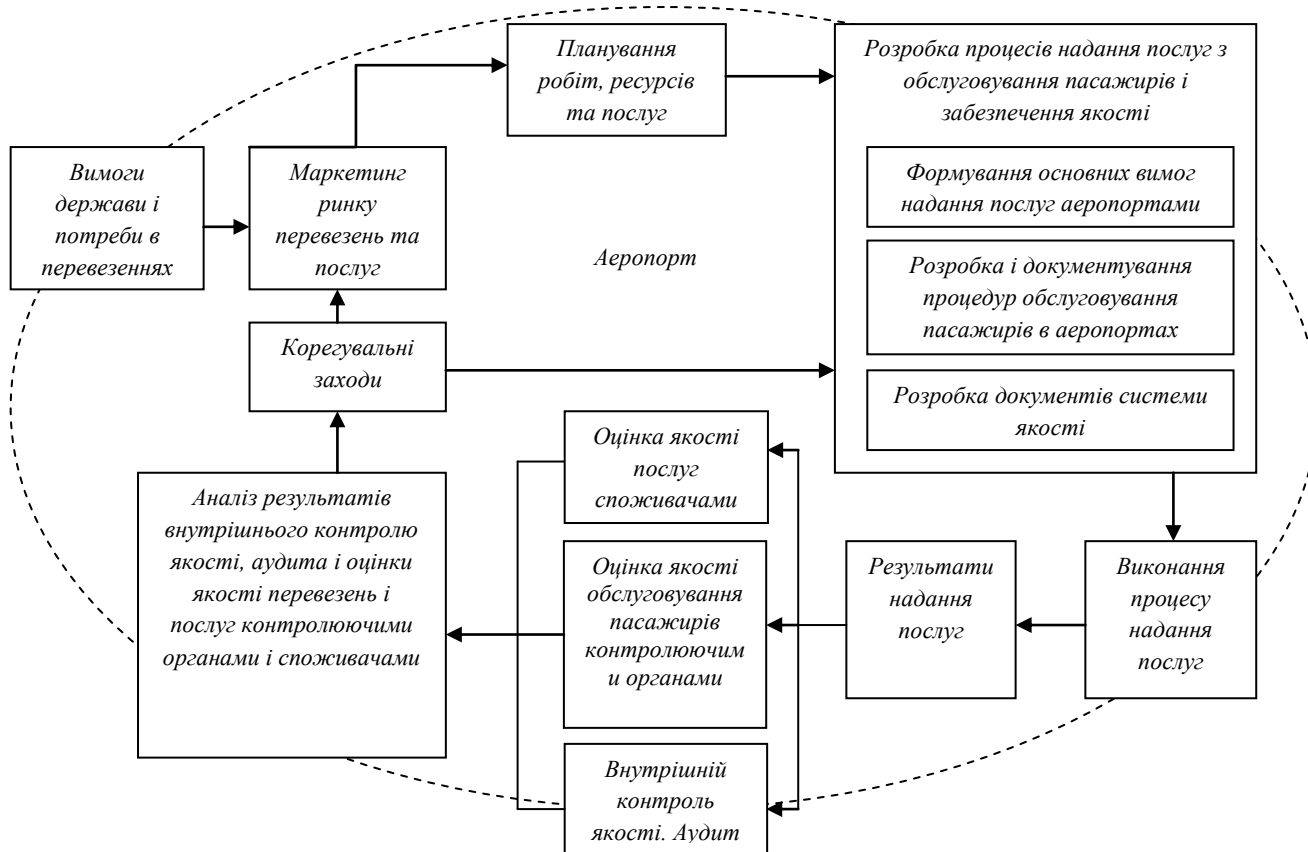 Планування
робіт, ресурсів
та послуг
Розробка процесів надання послуг з
обслуговування пасажирів і
забезпечення якості
Формування основних вимог
надання послуг аеропортами
Розробка і документування
процедур обслуговування
пасажирів в аеропортах
Розробка документів системи
якості
Вимоги
держави і
потреби в
перевезеннях
Маркетинг
ринку
перевезень та
послуг
Аеропорт
Корегувальні
заходи
Аналіз результатів
внутрішнього контролю
якості, аудита і оцінки
якості перевезень і
послуг контролюючими
органами і споживачами
Оцінка якості
послуг
споживачами
Оцінка якості
обслуговування
пасажирів
контролюючим
и органами
Внутрішній
контроль
якості. Аудит
Результати
надання
послуг
Виконання
процесу
надання
послуг